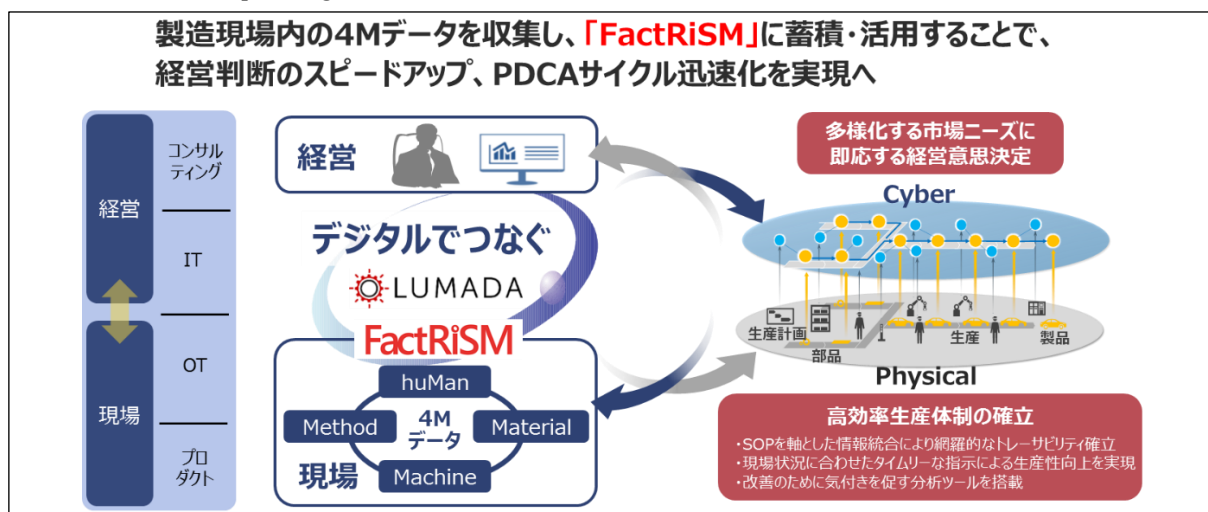 製造現場内の4Mデータを収集し、「FactRiSM」に蓄積・活用することで、
経営判断のスピードアップ、PDCAサイクル迅速化を実現へ
経営
現場
コンサル
ティング
IT
OT
プロ
ダクト
経営
デジタルでつなぐ
LUMADA
FactRiSM
huMan
Method
4M
データ
Material
Machine
現場
多様化する市場ニーズに
即応する経営意思決定
Cyber
生産計画
部品
生産
製品
Physical
高効率生産体制の確立
・SOPを軸とした情報統合により網羅的なトレーサビリティ確立
・現場状況に合わせたタイムリーな指示による生産性向上を実現
・改善のために気付きを促す分析ツールを搭載